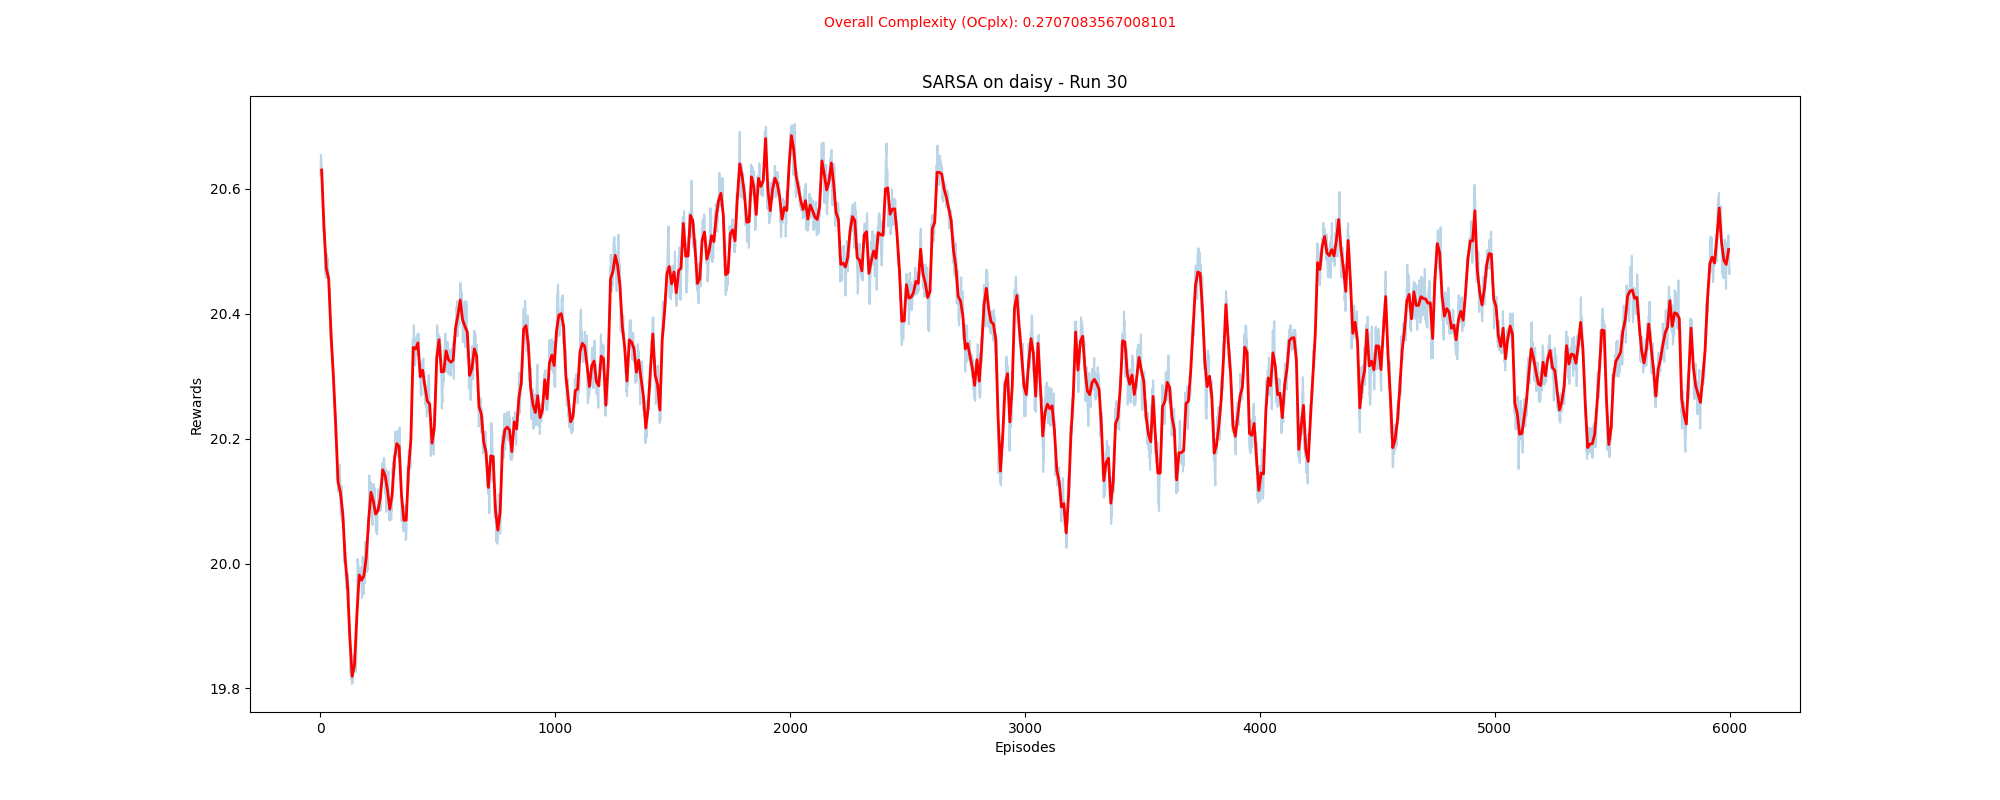 Overall Complexity (OCplx): 0.2707083567008101
SARSA on daisy - Run 30
Rewards
20.6
20.4
20.2
20.0
19.8
0 1000 2000 3000 4000 5000 6000
Episodes